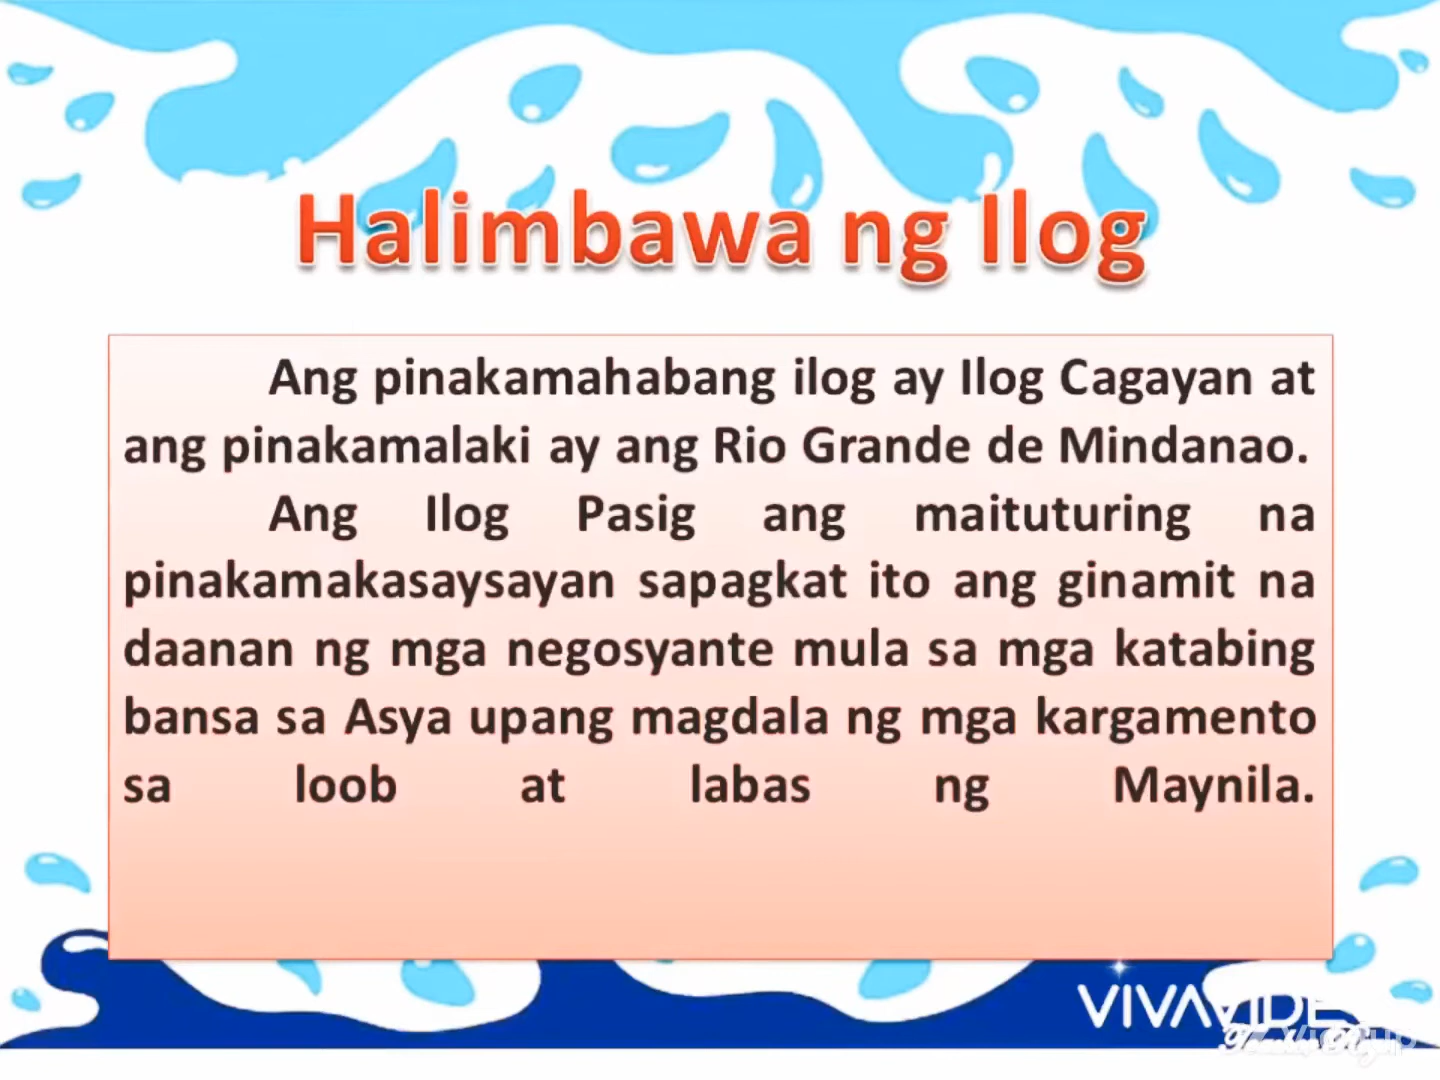 Halimbawa ng Ilog
Ang pinakamahabang ilog ay Ilog Cagayan at
ang pinakamalaki ay ang Rio Grande de Mindanao.
Ang Ilog Pasig ang maituturing na
pinakamakasaysayan sapagkat ito ang ginamit na
daanan ng mga negosyante mula sa mga katabing
bansa sa Asya upang magdala ng mga kargamento
sa loob at labas ng Maynila.